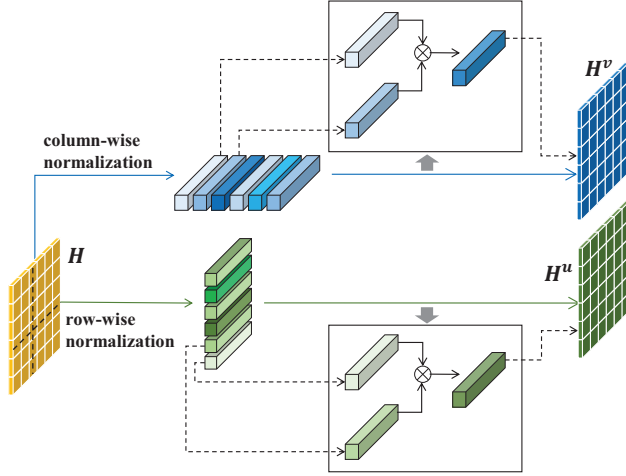 H^v
column-wise
normalization
H
H^u
row-wise
normalization